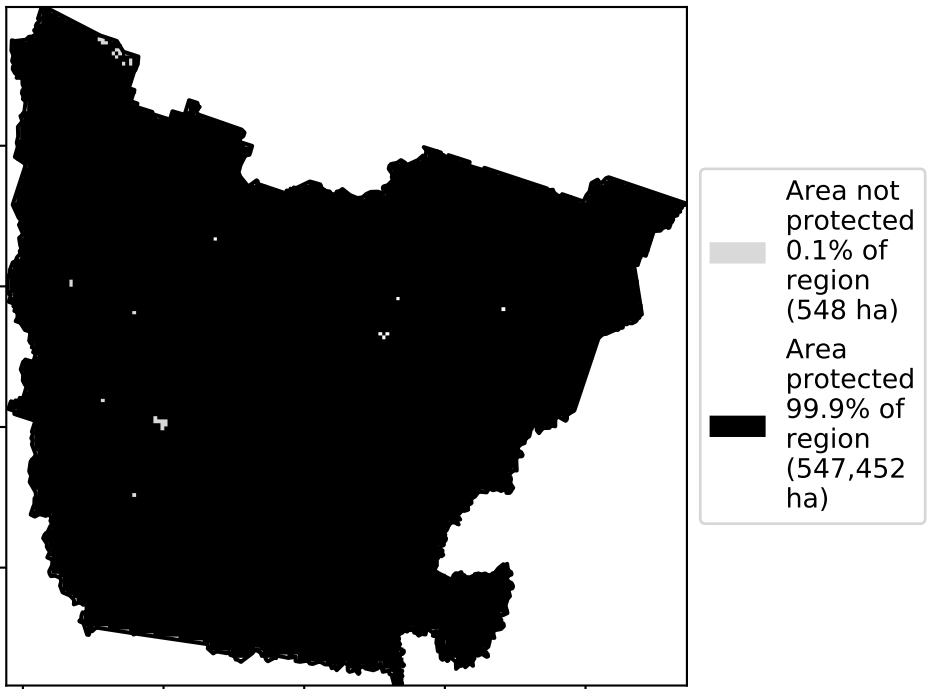 Area not
protected
0.1% of
region
(548 ha)
Area
protected
99.9% of
region
(547,452
ha)